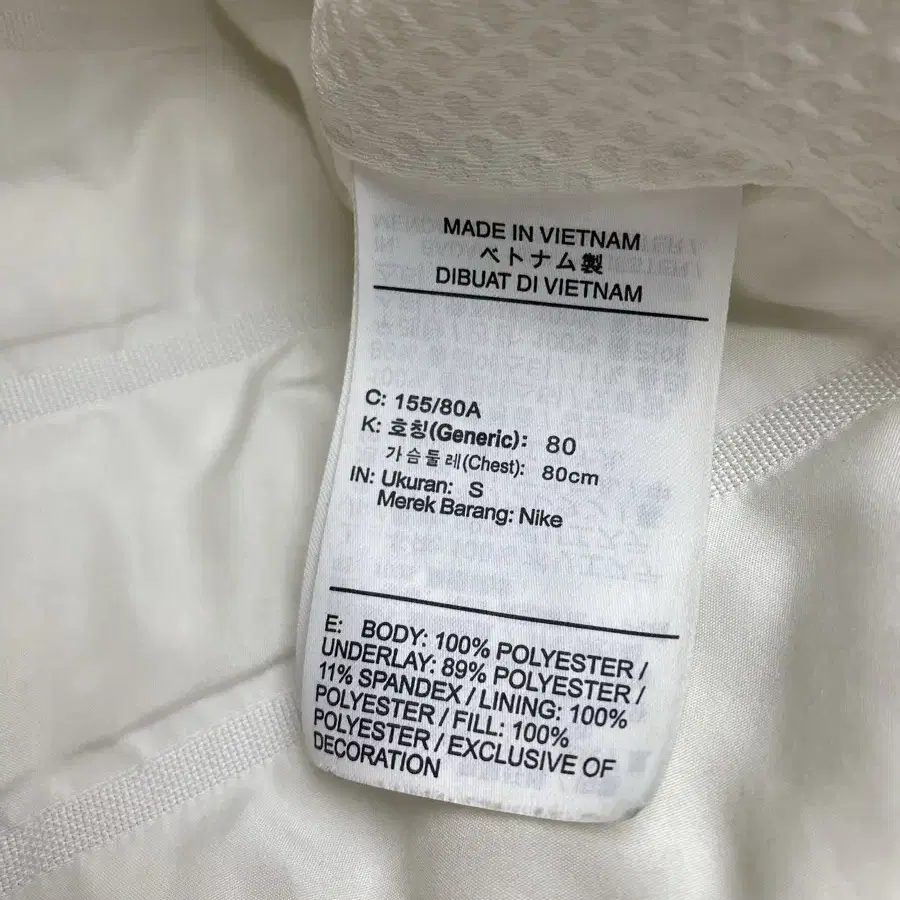 MADE IN VIETNAM
ベトナム製
DIBUAT DI VIETNAM
C: 155/80A
K: 호칭(Generic): 80
가슴둘레(Chest): 80cm
IN: Ukuran: S
Merek Barang: Nike
E: BODY: 100% POLYESTER /
UNDERLAY: 89% POLYESTER /
11% SPANDEX / LINING: 100%
POLYESTER / FILL: 100%
POLYESTER / EXCLUSIVE OF
DECORATION